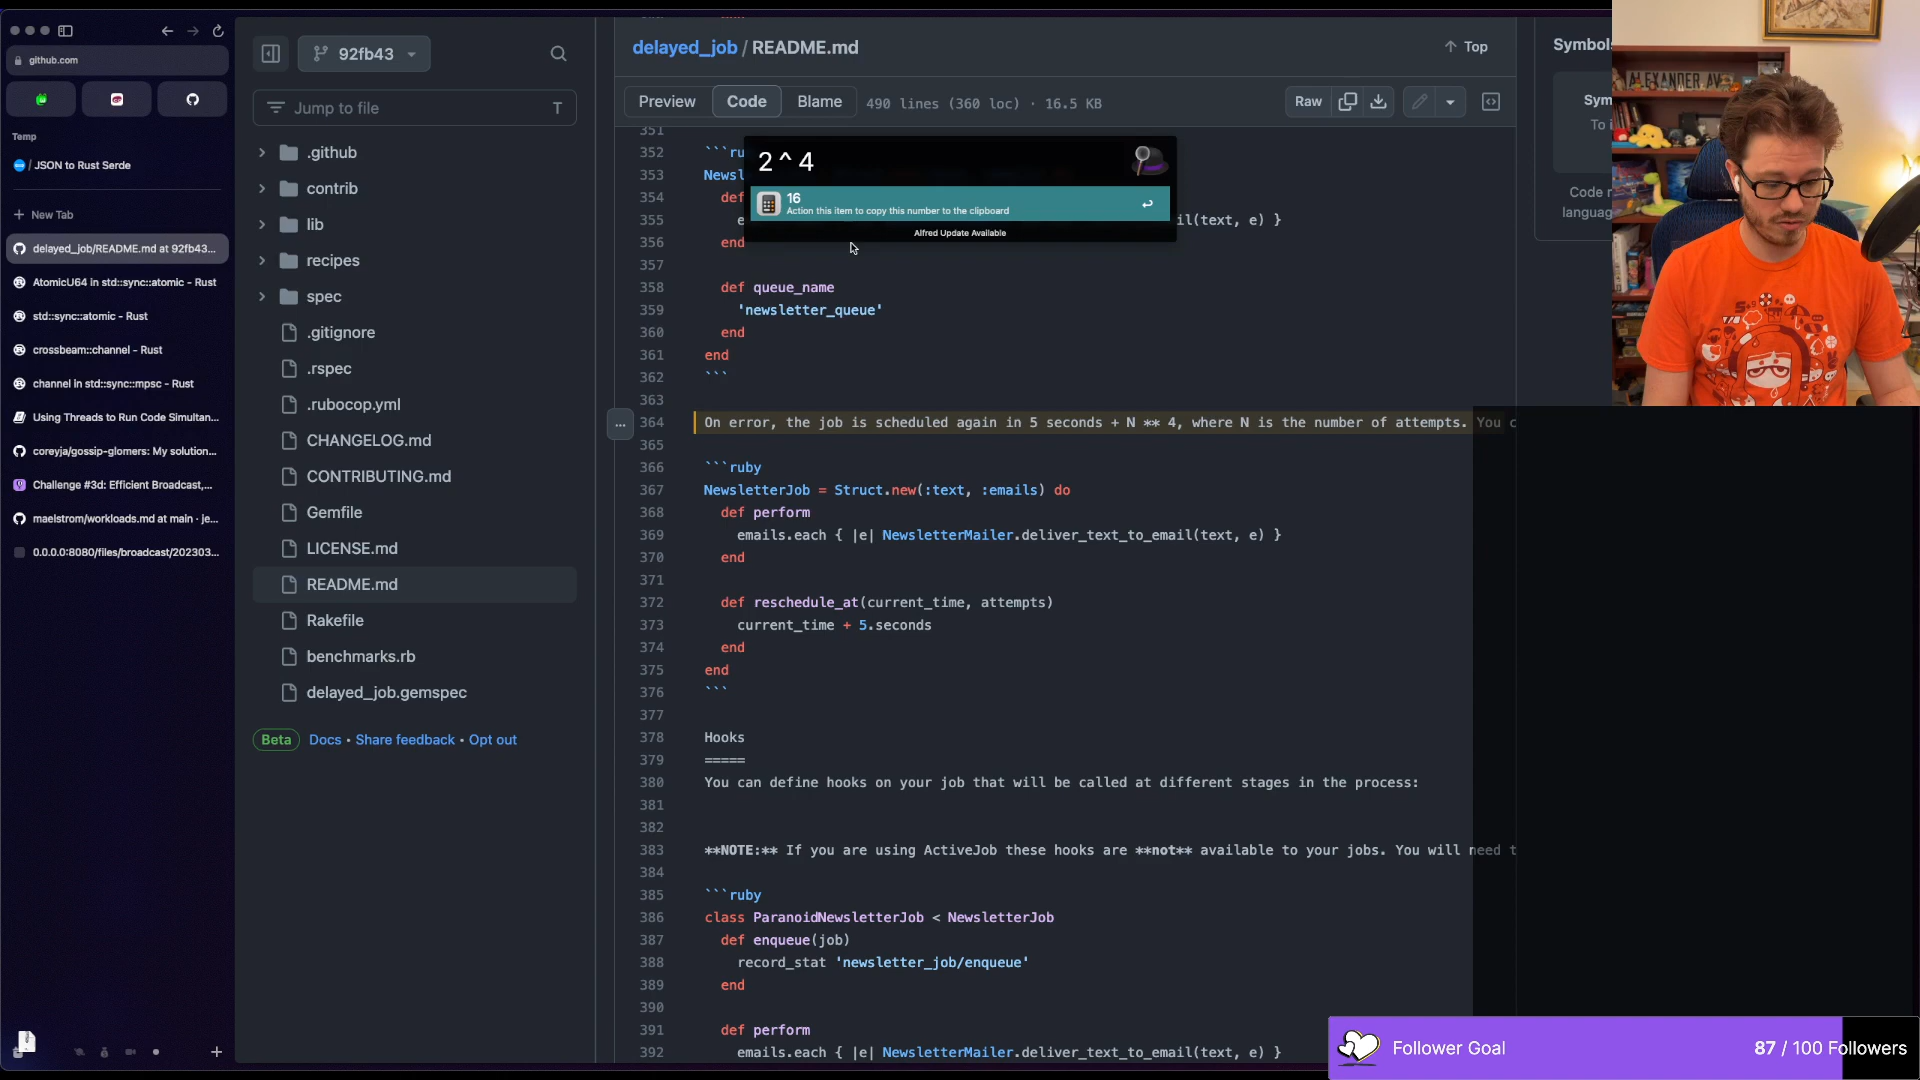 github.com
Temp
/ JSON to Rust Serde
New Tab
delayed_job/README.md at 92fb43...
AtomicU64 in std::sync::atomic - Rust
std::sync::atomic - Rust
crossbeam::channel - Rust
channel in std::sync::mpsc - Rust
Using Threads to Run Code Simultan...
coreyja/gossip-glomers: My solution...
Challenge #3d: Efficient Broadcast,...
maelstrom/workloads.md at main · je...
0.0.0.0:8080/files/broadcast/202303...
92fb43
Jump to file T
.github
contrib
lib
recipes
spec
.gitignore
.rspec
.rubocop.yml
CHANGELOG.md
CONTRIBUTING.md
Gemfile
LICENSE.md
README.md
Rakefile
benchmarks.rb
delayed_job.gemspec
Beta Docs • Share feedback • Opt out
delayed_job / README.md
Top
Preview Code Blame 490 lines (360 loc) · 16.5 KB Raw
2^4
16
Action this item to copy this number to the clipboard
Alfred Update Available
351
352 ```ru
353 Newsl
354 def
355 e il(text, e) }
356 end
357
358 def queue_name
359 'newsletter_queue'
360 end
361 end
362 ```
363
364 On error, the job is scheduled again in 5 seconds + N ** 4, where N is the number of attempts. You c
365
366 ```ruby
367 NewsletterJob = Struct.new(:text, :emails) do
368 def perform
369 emails.each { |e| NewsletterMailer.deliver_text_to_email(text, e) }
370 end
371
372 def reschedule_at(current_time, attempts)
373 current_time + 5.seconds
374 end
375 end
376 ```
377
378 Hooks
379 =====
380 You can define hooks on your job that will be called at different stages in the process:
381
382
383 **NOTE:** If you are using ActiveJob these hooks are **not** available to your jobs. You will need t
384
385 ```ruby
386 class ParanoidNewsletterJob < NewsletterJob
387 def enqueue(job)
388 record_stat 'newsletter_job/enqueue'
389 end
390
391 def perform
392 emails.each { |e| NewsletterMailer.deliver_text_to_email(text, e) }
Symbols
Sym
To
Code n
languag
ALEXANDER AV
Follower Goal 87 / 100 Followers